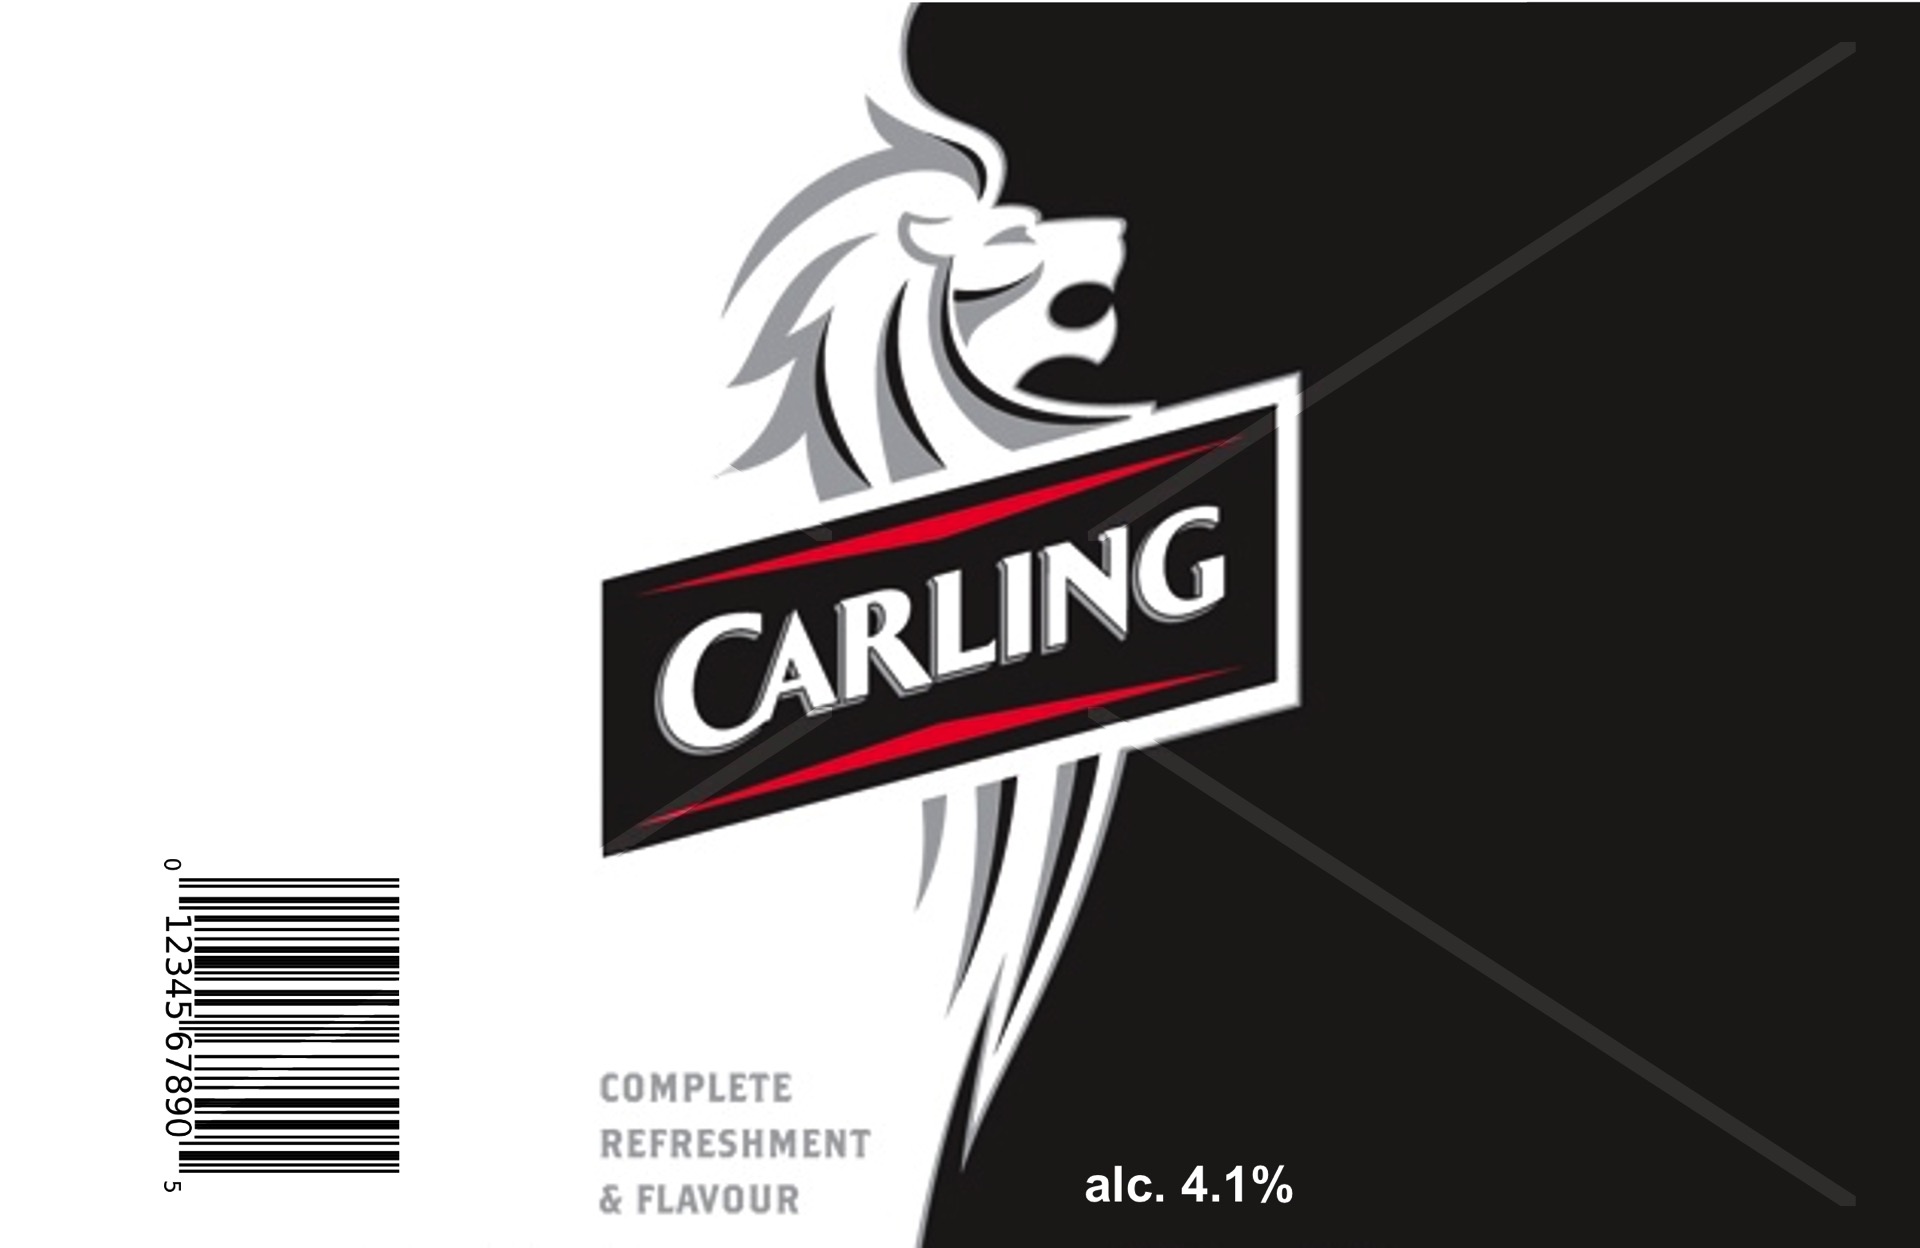 CARLING
COMPLETE
REFRESHMENT
& FLAVOUR
alc. 4.1%
0 12345 67890 5